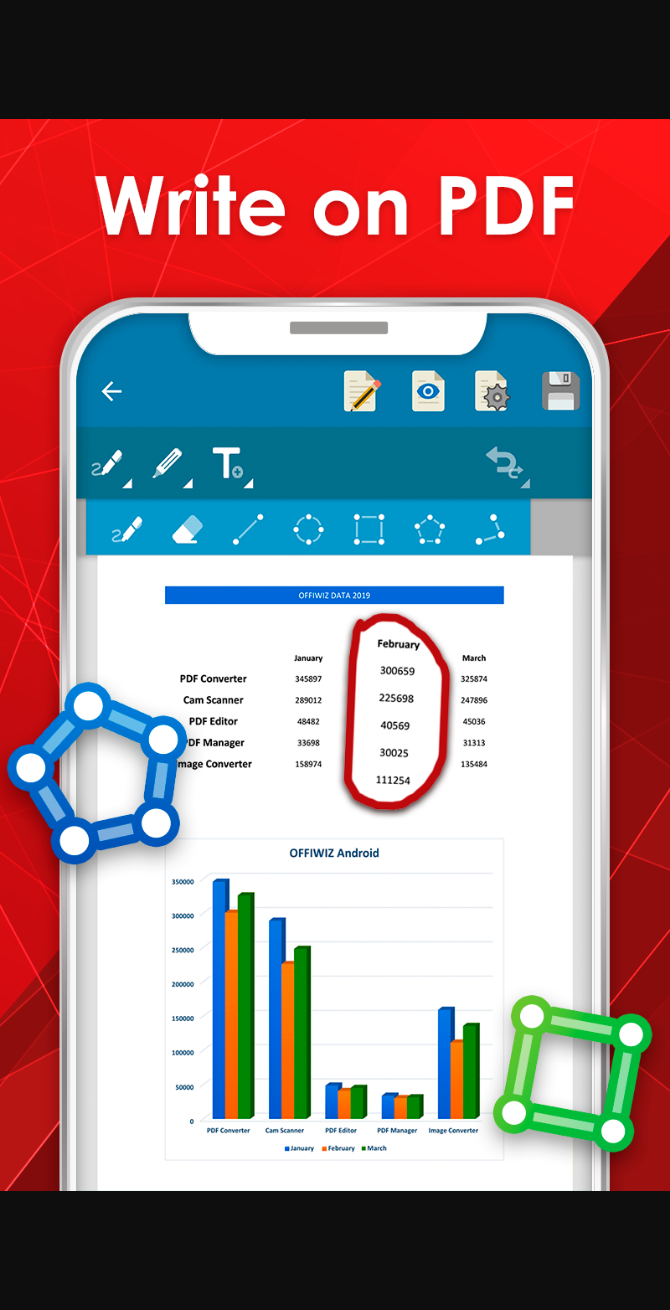 Write on PDF
T
OFFIWIZ DATA 2019
January February March
PDF Converter 345897 300659 325874
Cam Scanner 289012 225698 247896
PDF Editor 48482 40569 45036
PDF Manager 33698 30025 31313
Image Converter 158974 111254 135484
OFFIWIZ Android
350000
300000
250000
200000
150000
100000
50000
0
PDF Converter Cam Scanner PDF Editor PDF Manager Image Converter
January February March